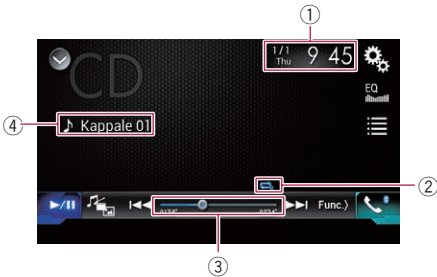 ①
1/1
Thu
9 45
CD
EQ
④
♪ Kappale 01
②
Func.
③